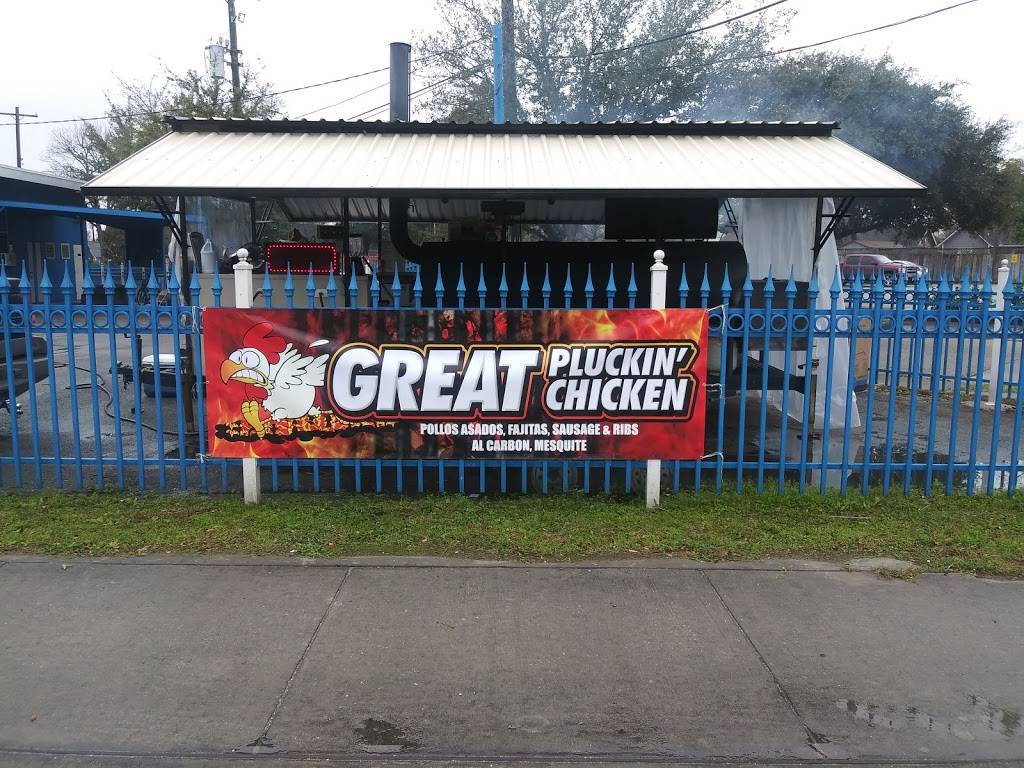 GREAT PLUCKIN' CHICKEN
POLLOS ASADOS, FAJITAS, SAUSAGE & RIBS
AL CARBON, MESQUITE